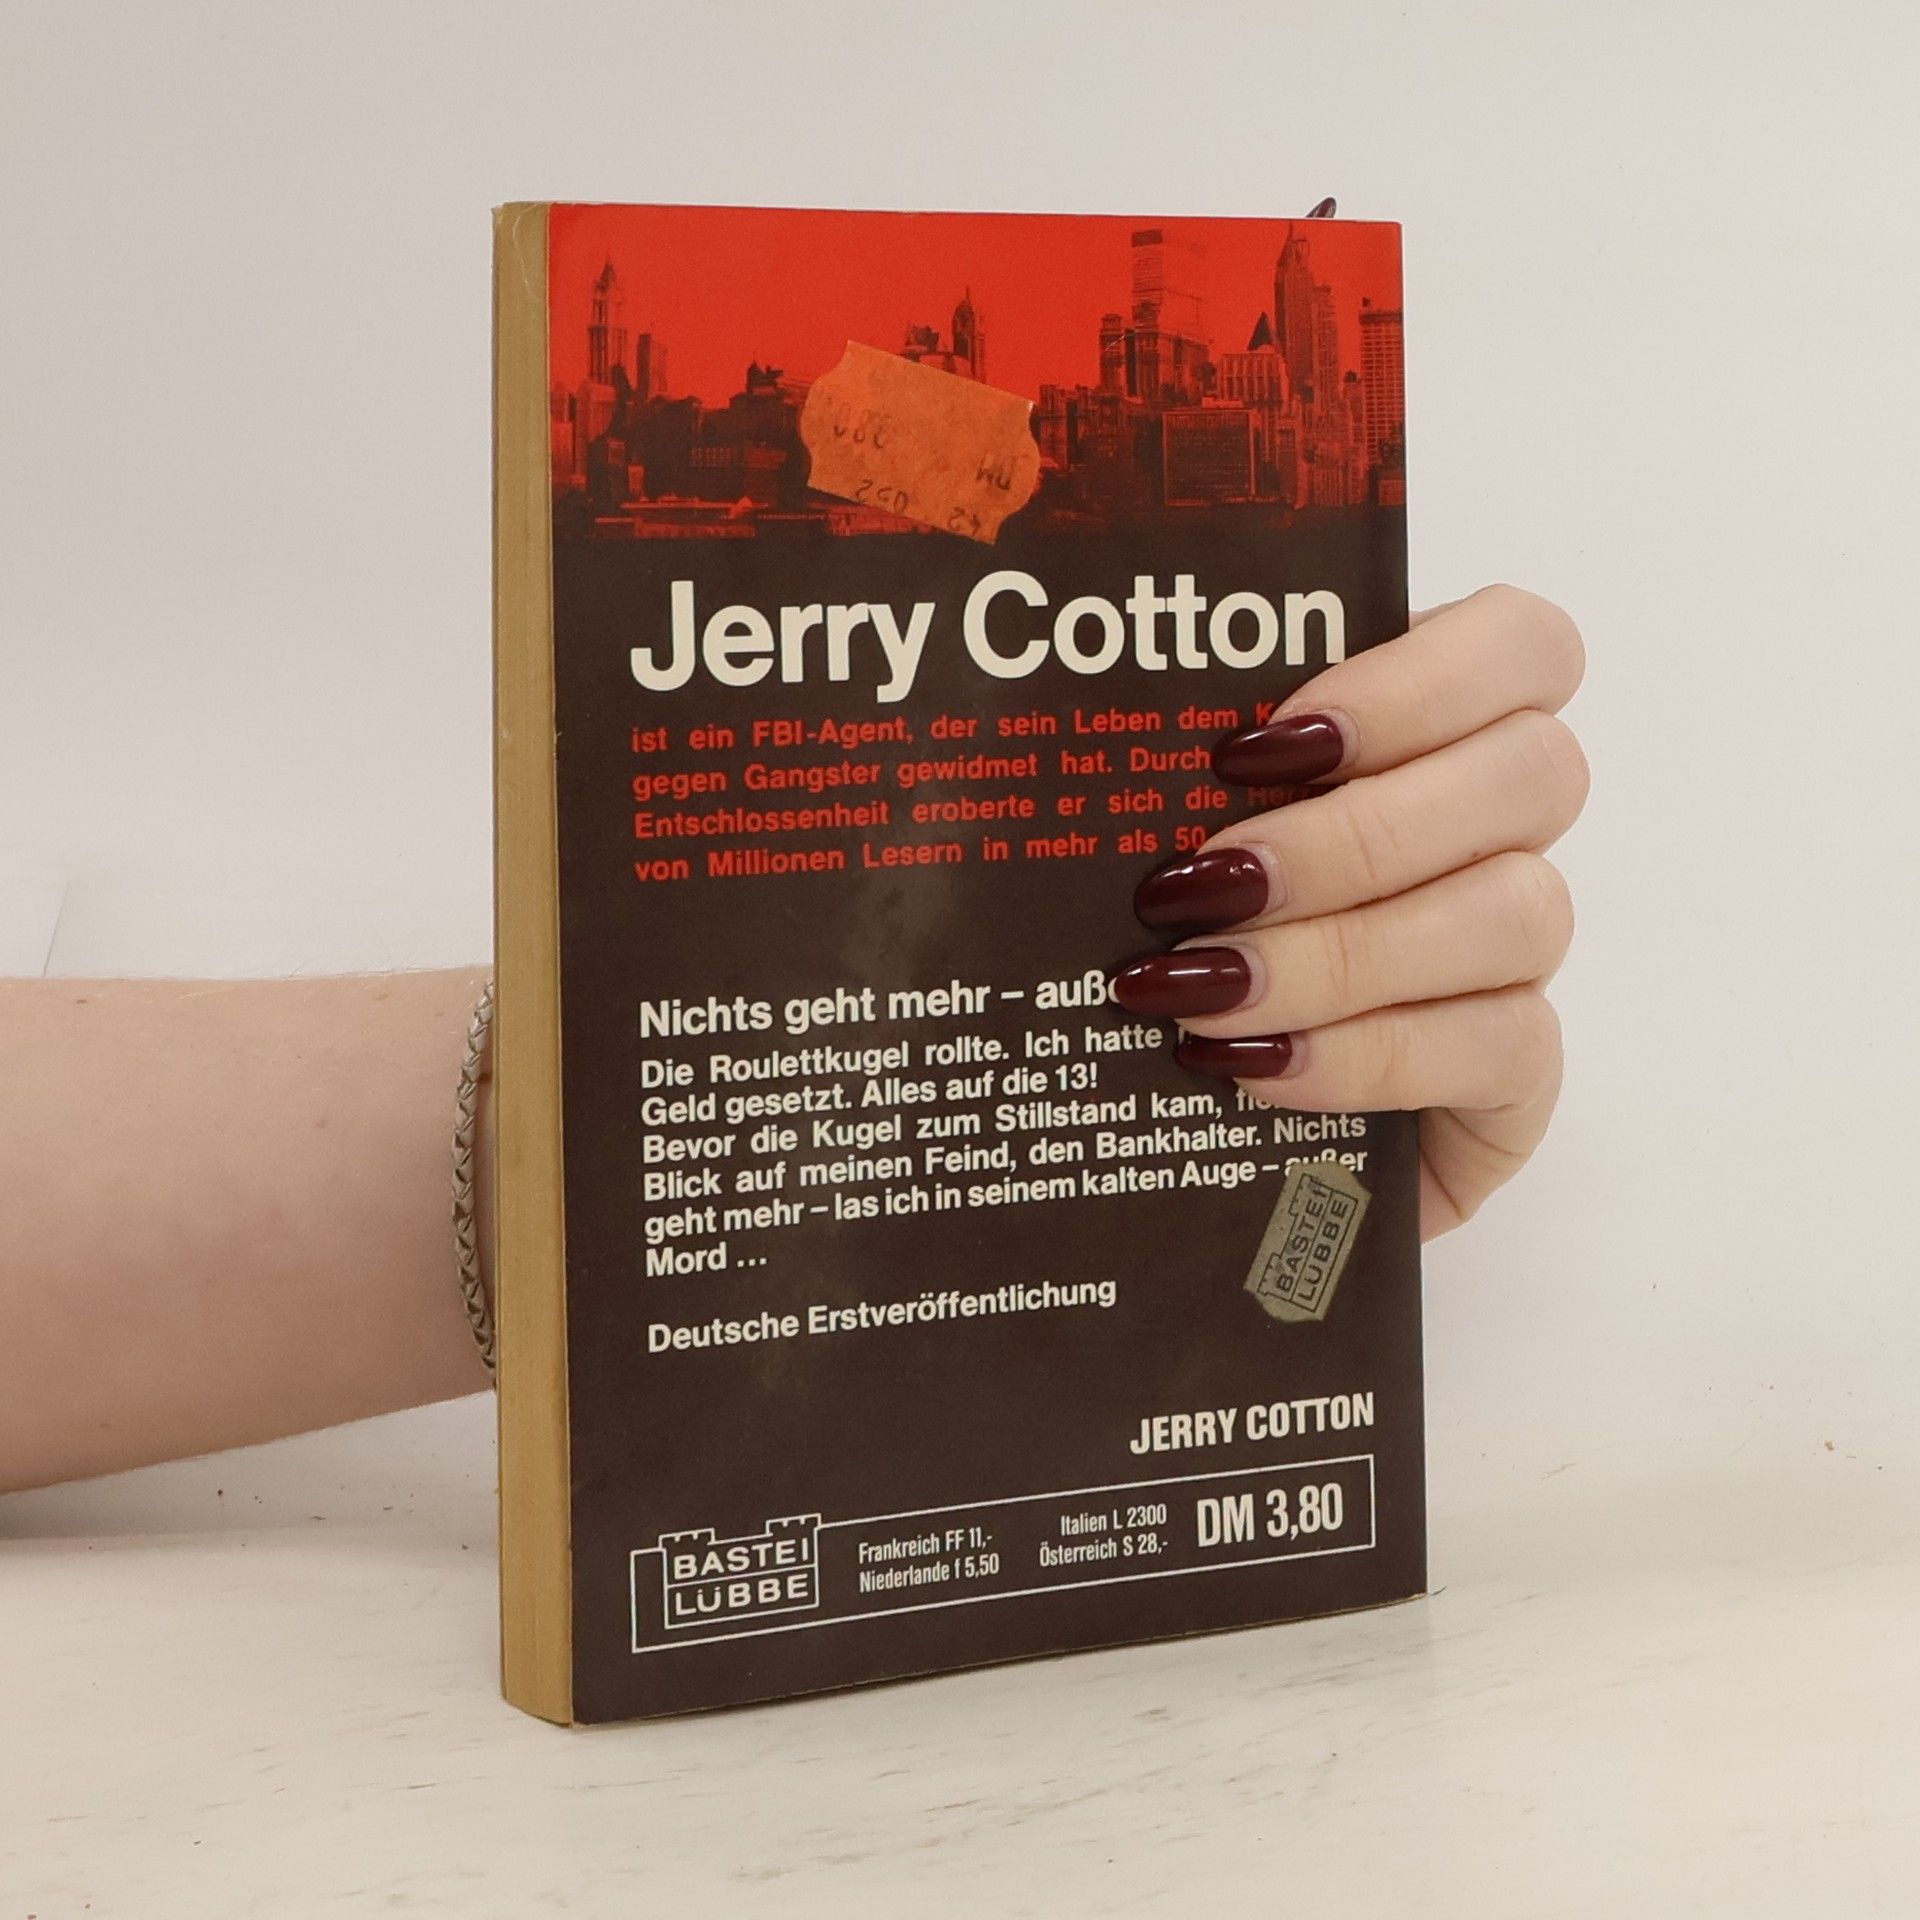 DM 380
42 052
Jerry Cotton
ist ein FBI-Agent, der sein Leben dem
gegen Gangster gewidmet hat. Durch
Entschlossenheit eroberte er sich die
von Millionen Lesern in mehr als 50
Nichts geht mehr –
Die Roulettkugel rollte. Ich hatte
Geld gesetzt. Alles auf die 13!
Bevor die Kugel zum Stillstand kam,
Blick auf meinen Feind, den Bankhalter. Nichts
geht mehr – las ich in seinem kalten Auge – außer
Mord ...
BASTEI
LÜBBE
Deutsche Erstveröffentlichung
JERRY COTTON
BASTEI
LÜBBE
Frankreich FF 11,-
Niederlande f 5,50
Italien L 2300
Österreich S 28,-
DM 3,80